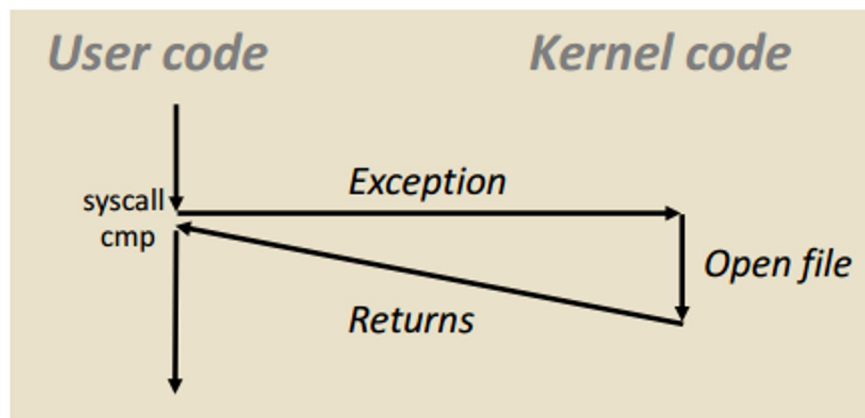 User code
Kernel code
Exception
syscall
cmp
Open file
Returns